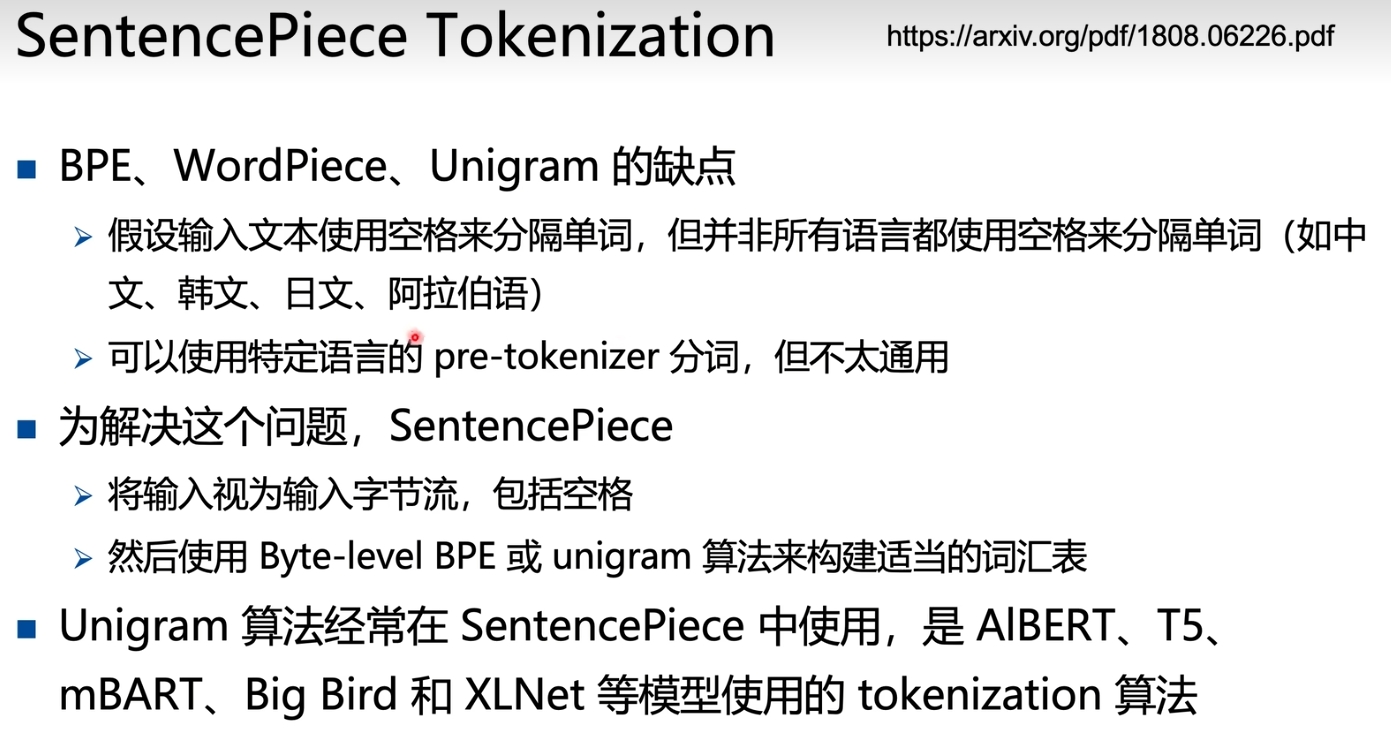 SentencePiece Tokenization
https://arxiv.org/pdf/1808.06226.pdf
BPE、WordPiece、Unigram 的缺点
假设输入文本使用空格来分隔单词，但并非所有语言都使用空格来分隔单词（如中
文、韩文、日文、阿拉伯语）
可以使用特定语言的 pre-tokenizer 分词，但不太通用
为解决这个问题，SentencePiece
将输入视为输入字节流，包括空格
然后使用 Byte-level BPE 或 unigram 算法来构建适当的词汇表
Unigram 算法经常在 SentencePiece 中使用，是 AlBERT、T5、
mBART、Big Bird 和 XLNet 等模型使用的 tokenization 算法